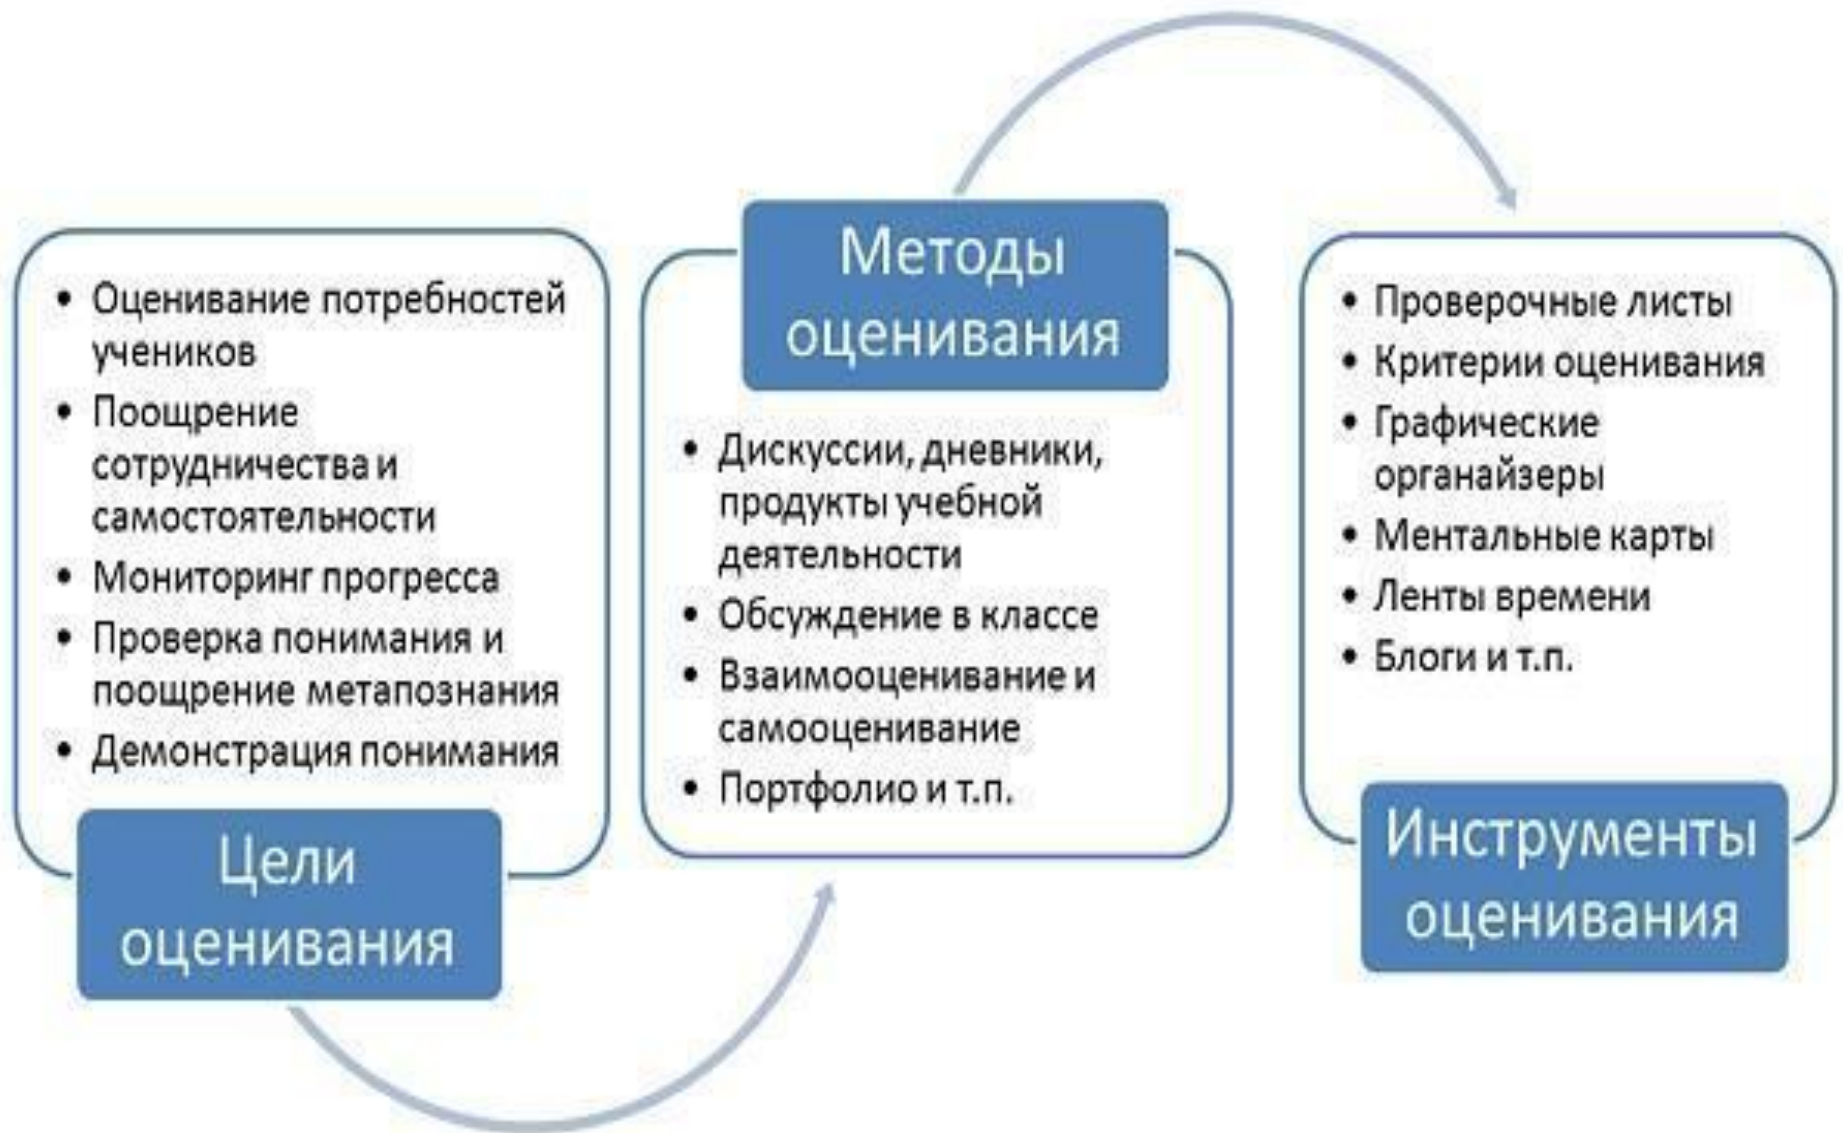 • Оценивание потребностей
учеников
• Поощрение
сотрудничества и
самостоятельности
• Мониторинг прогресса
• Проверка понимания и
поощрение метапознания
• Демонстрация понимания
Цели
оценивания
Методы
оценивания
• Дискуссии, дневники,
продукты учебной
деятельности
• Обсуждение в классе
• Взаимооценивание и
самооценивание
• Портфолио и т.п.
• Проверочные листы
• Критерии оценивания
• Графические
органайзеры
• Ментальные карты
• Ленты времени
• Блоги и т.п.
Инструменты
оценивания